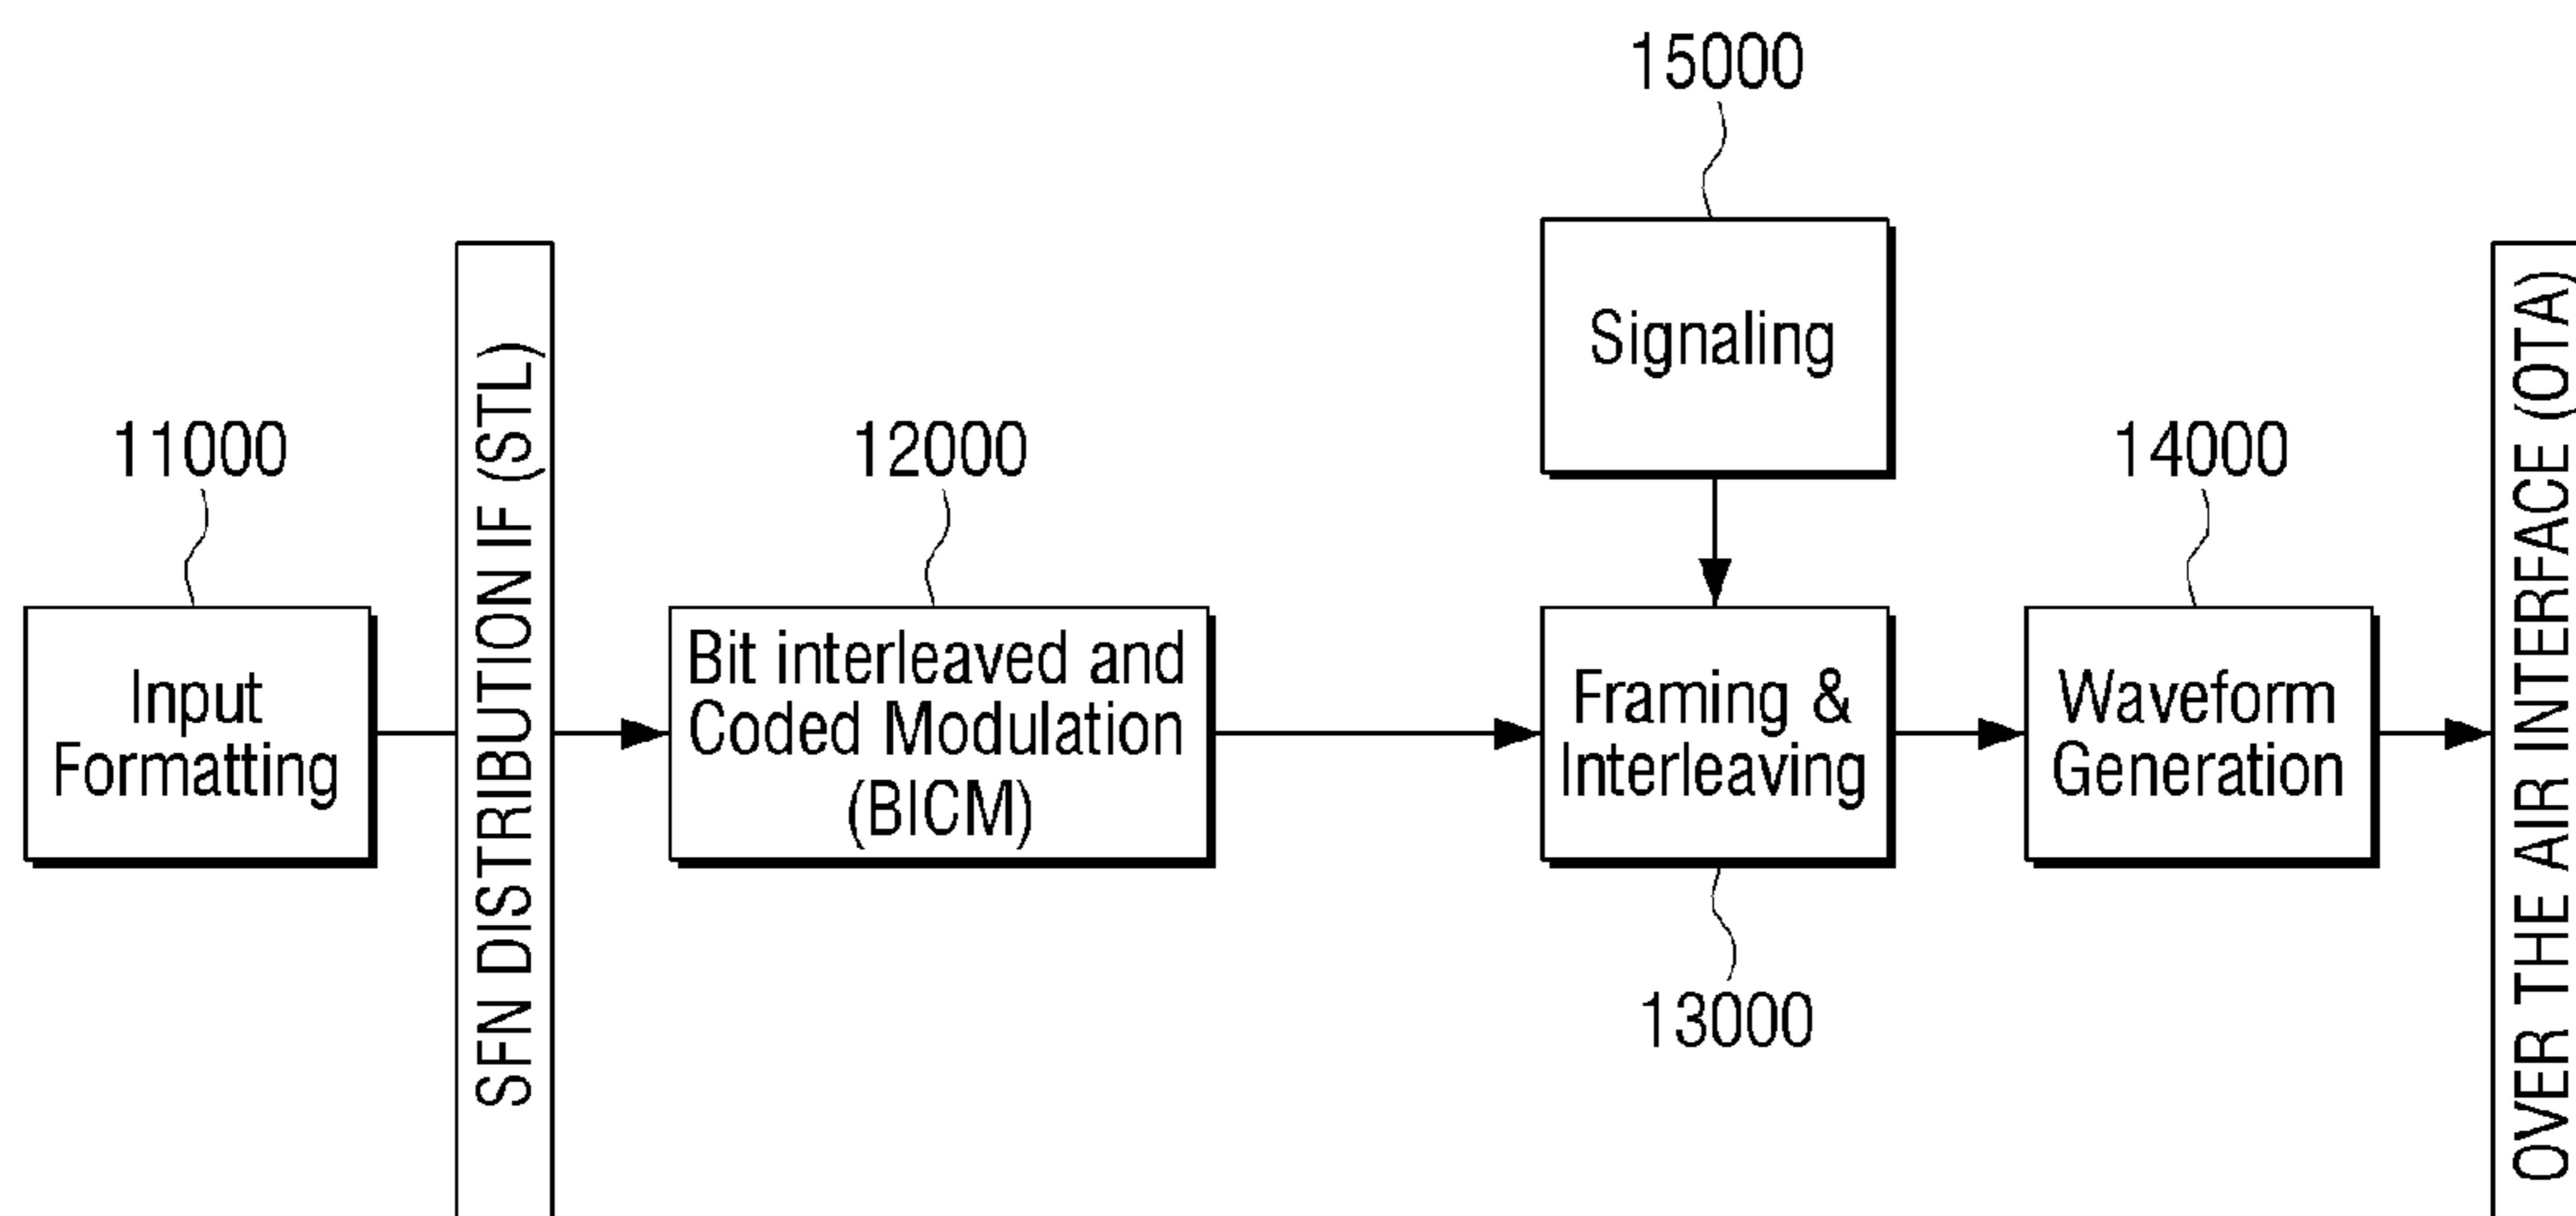 15000
Signaling
11000
SFN DISTRIBUTION IF (STL)
12000
14000
OVER THE AIR INTERFACE (OTA)
Input
Formatting
Bit interleaved and
Coded Modulation
(BICM)
Framing &
Interleaving
Waveform
Generation
13000